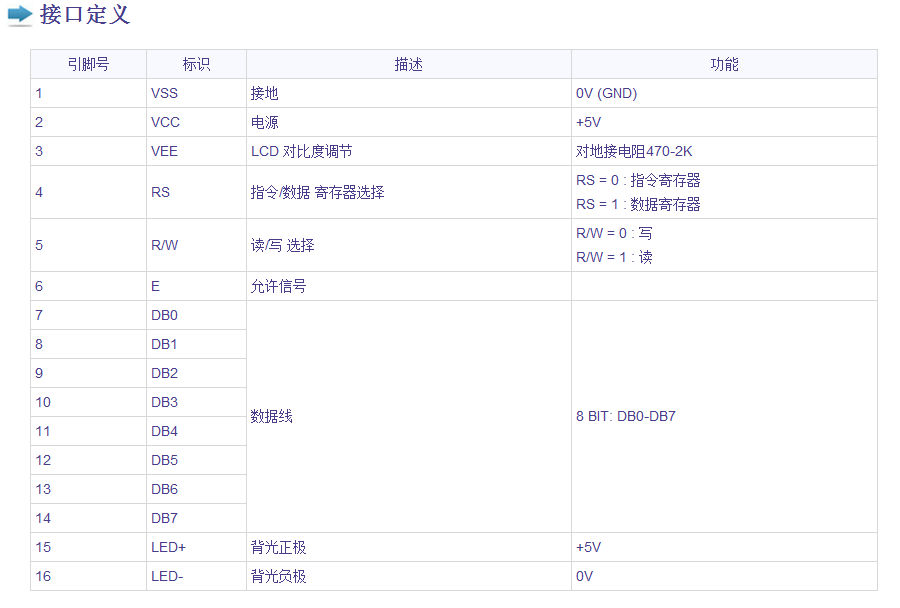 接口定义
引脚号 标识 描述 功能
1 VSS 接地 0V (GND)
2 VCC 电源 +5V
3 VEE LCD 对比度调节 对地接电阻470-2K
4 RS 指令/数据 寄存器选择 RS = 0 : 指令寄存器
RS = 1 : 数据寄存器
5 R/W 读/写 选择 R/W = 0 : 写
R/W = 1 : 读
6 E 允许信号
7 DB0 数据线 8 BIT: DB0-DB7
8 DB1
9 DB2
10 DB3
11 DB4
12 DB5
13 DB6
14 DB7
15 LED+ 背光正极 +5V
16 LED- 背光负极 0V